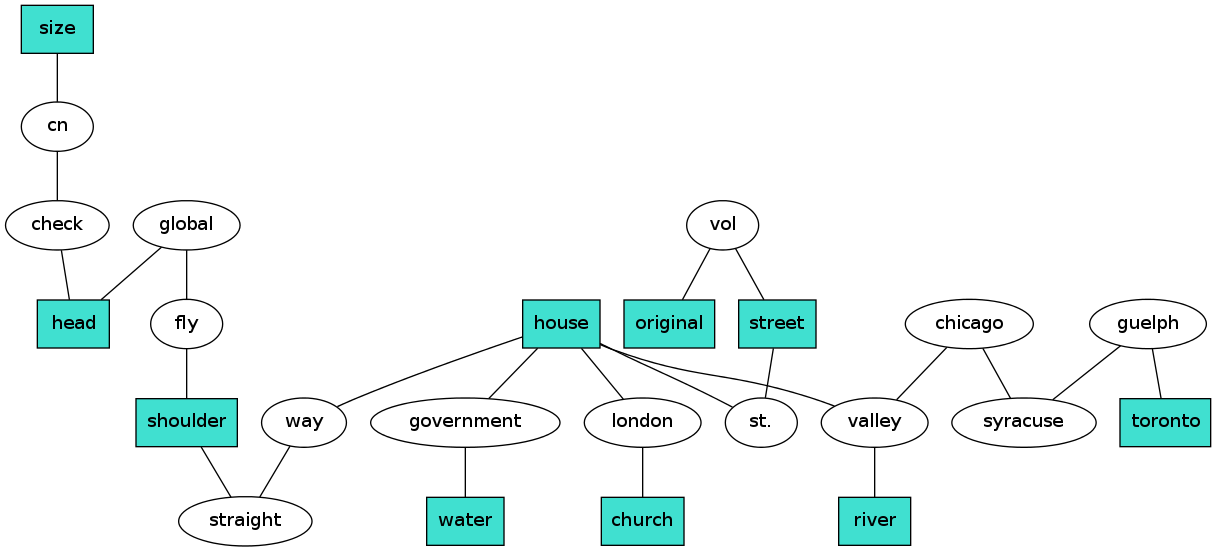 size
cn
check
global
vol
head
fly
house
original
street
chicago
guelph
shoulder
way
government
london
st.
valley
syracuse
toronto
straight
water
church
river